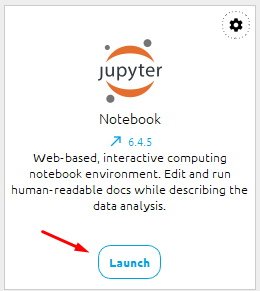 jupyter
Notebook
6.4.5
Web-based, interactive computing
notebook environment. Edit and run
human-readable docs while describing the
data analysis.
Launch